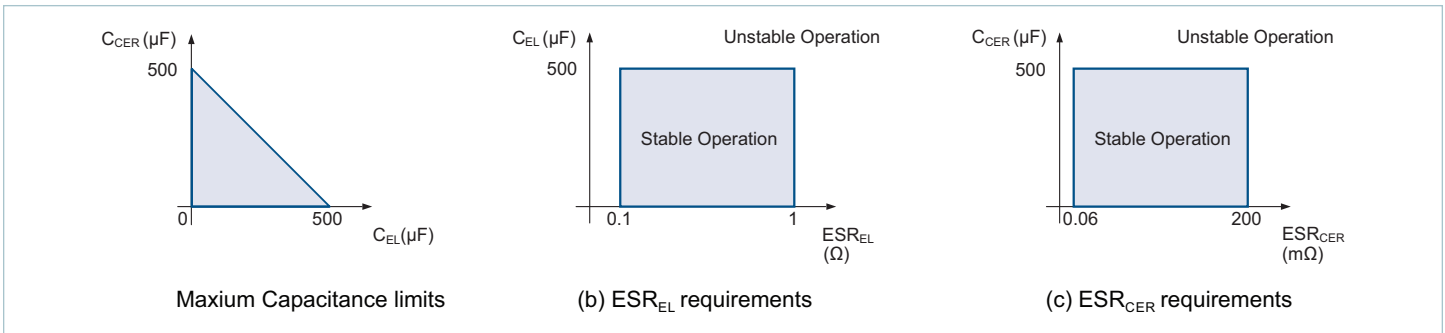 C_CER (µF)
500
0
500
C_EL(µF)
Maxium Capacitance limits
C_EL (µF)
Unstable Operation
500
Stable Operation
0.1
1
ESR_EL
(Ω)
(b) ESR_EL requirements
C_CER (µF)
Unstable Operation
500
Stable Operation
0.06
200
ESR_CER
(mΩ)
(c) ESR_CER requirements